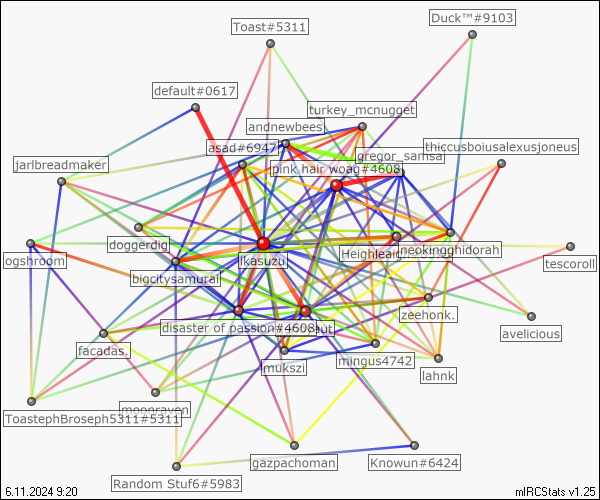 Duck™#9103
Toast#5311
default#0617
turkey_mcnugget
andnewbees
asad#6947
gregor_samsa
thiccusboiusalexusjoneus
jarlbreadmaker
pink hair woag#4608
doggerdig
ogshroom
likasuzu
Heighleaig
neokingghidorah
tescoroll
bigcitysamurai
zeehonk.
disaster of passion#4608
avelicious
facadas.
mukszi
mingus4742
lahnk
ToastephBroseph5311#5311
moonraven
gazpachoman
Knowun#6424
Random Stuf6#5983
6.11.2024 9:20
mIRCStats v1.25